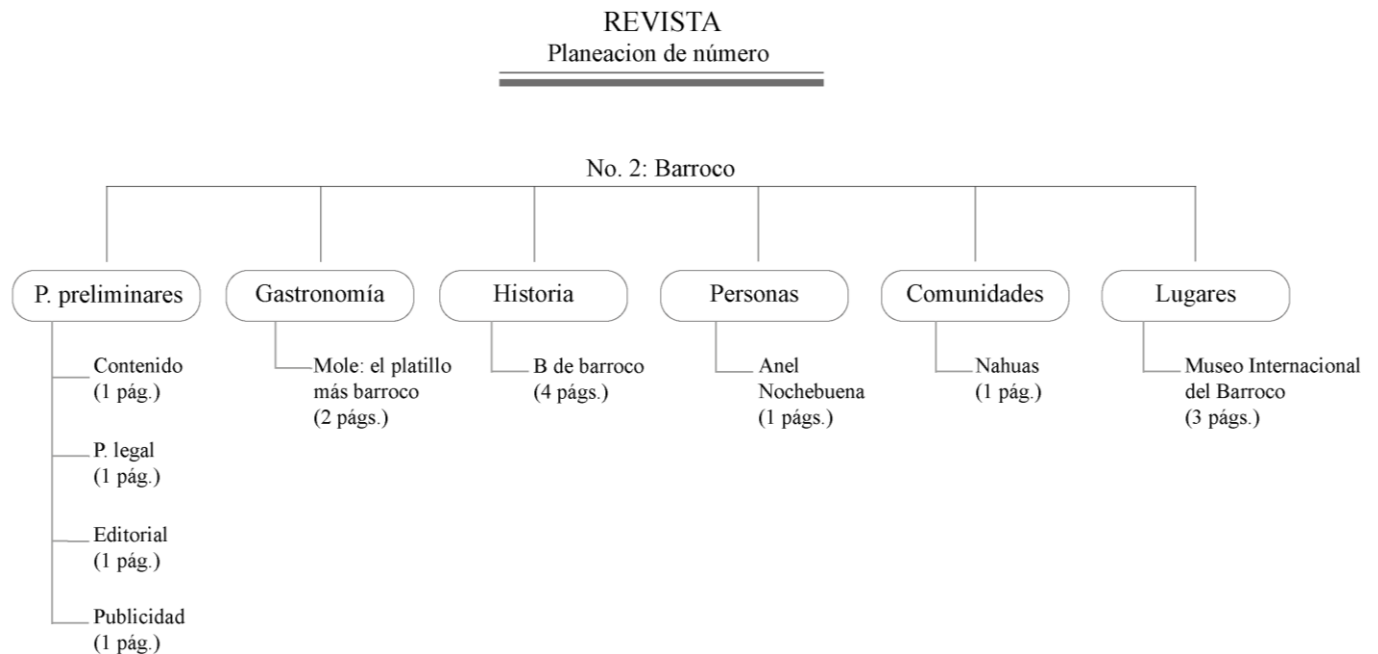 REVISTA
Planeacion de número
No. 2: Barroco
P. preliminares
Contenido
(1 pág.)
P. legal
(1 pág.)
Editorial
(1 pág.)
Publicidad
(1 pág.)
Gastronomía
Mole: el platillo
más barroco
(2 págs.)
Historia
B de barroco
(4 págs.)
Personas
Anel
Nochebuena
(1 págs.)
Comunidades
Nahuas
(1 pág.)
Lugares
Museo Internacional
del Barroco
(3 págs.)